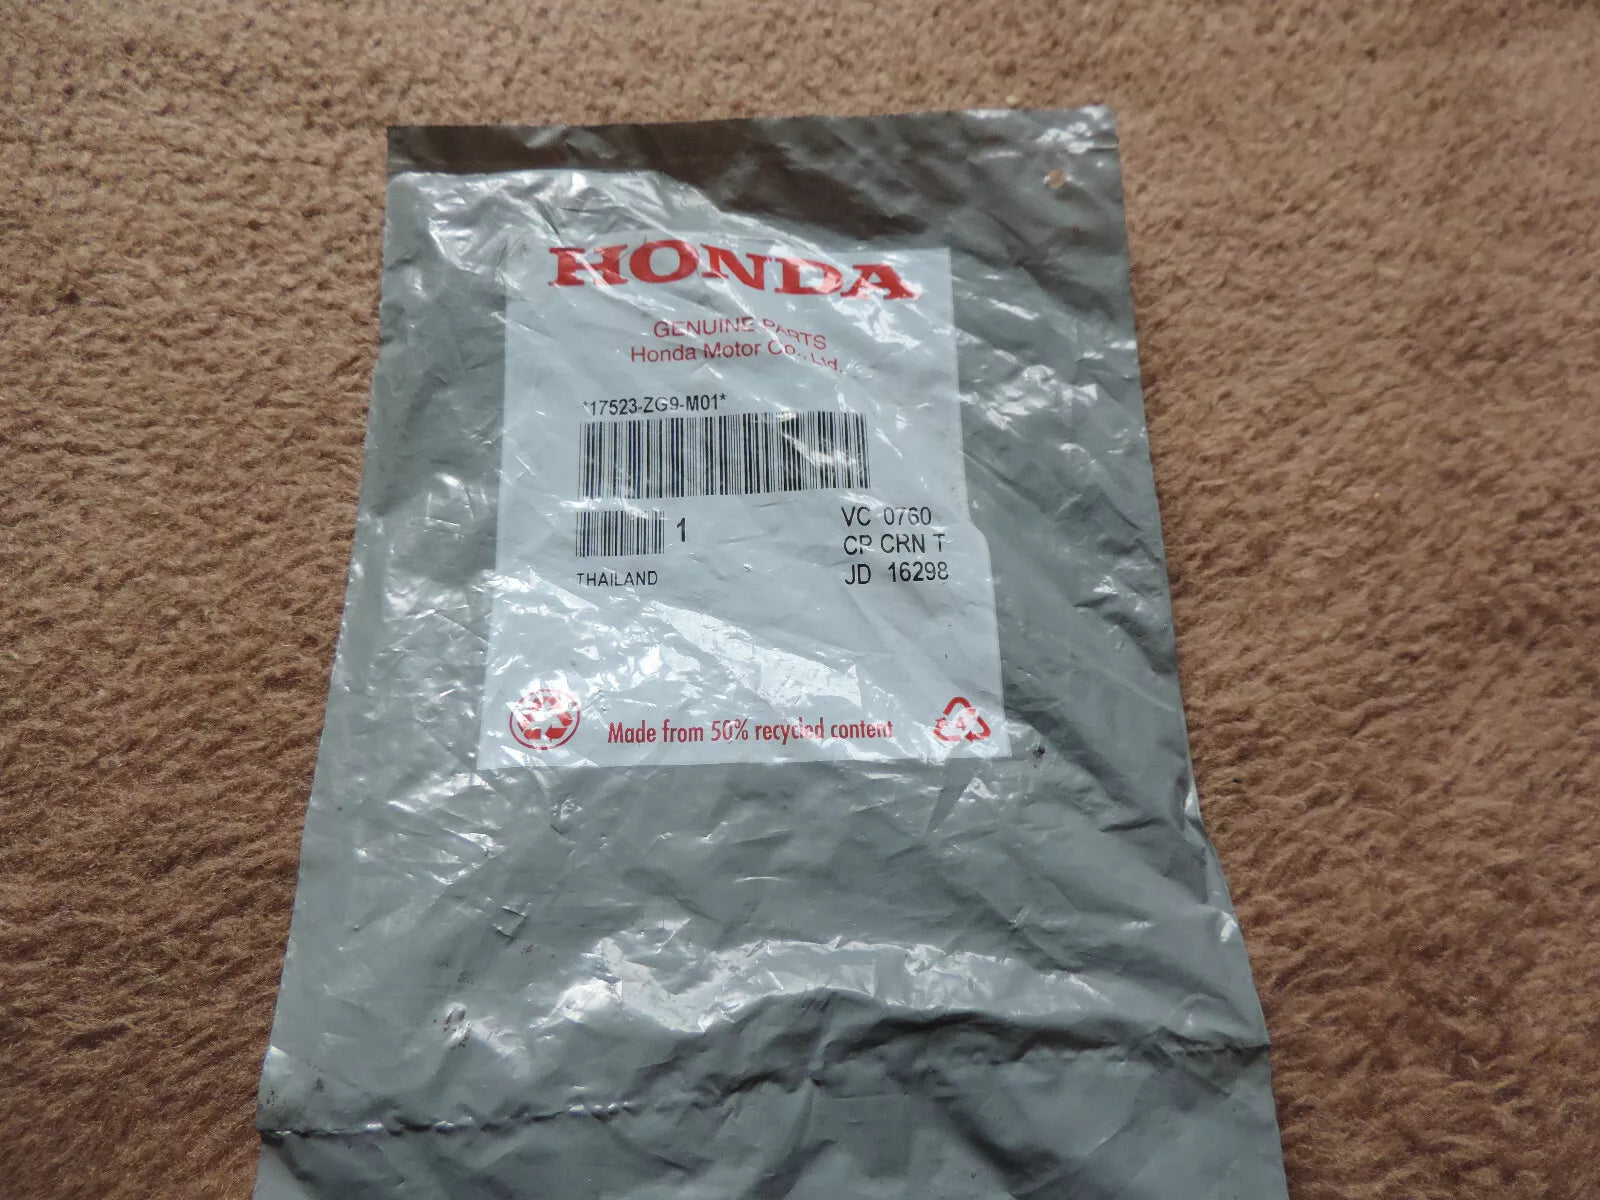 HONDA
GENUINE PARTS
Honda Motor Co., Ltd.
*17523-ZG9-M01*
1
VC 0760
CP CRN T
THAILAND
JD 16298
Made from 50% recycled content
4